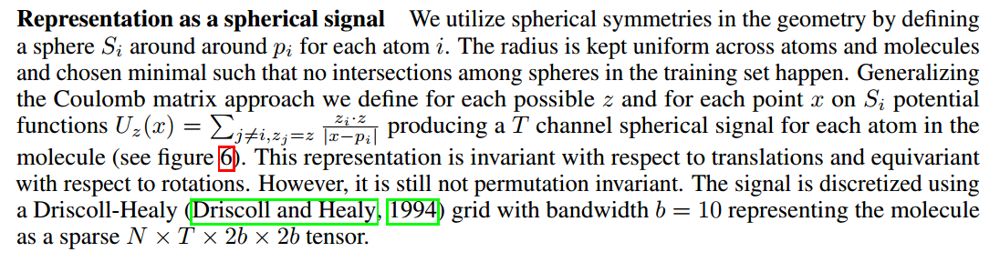 Representation as a spherical signal We utilize spherical symmetries in the geometry by defining
a sphere Sᵢ around around pᵢ for each atom i. The radius is kept uniform across atoms and molecules
and chosen minimal such that no intersections among spheres in the training set happen. Generalizing
the Coulomb matrix approach we define for each possible z and for each point x on Sᵢ potential
functions U_z(x) = ∑_{j≠i,z_j=z} \frac{z_i·z}{|x−p_i|} producing a T channel spherical signal for each atom in the
molecule (see figure 6). This representation is invariant with respect to translations and equivariant
with respect to rotations. However, it is still not permutation invariant. The signal is discretized using
a Driscoll-Healy (Driscoll and Healy, 1994) grid with bandwidth b = 10 representing the molecule
as a sparse N × T × 2b × 2b tensor.